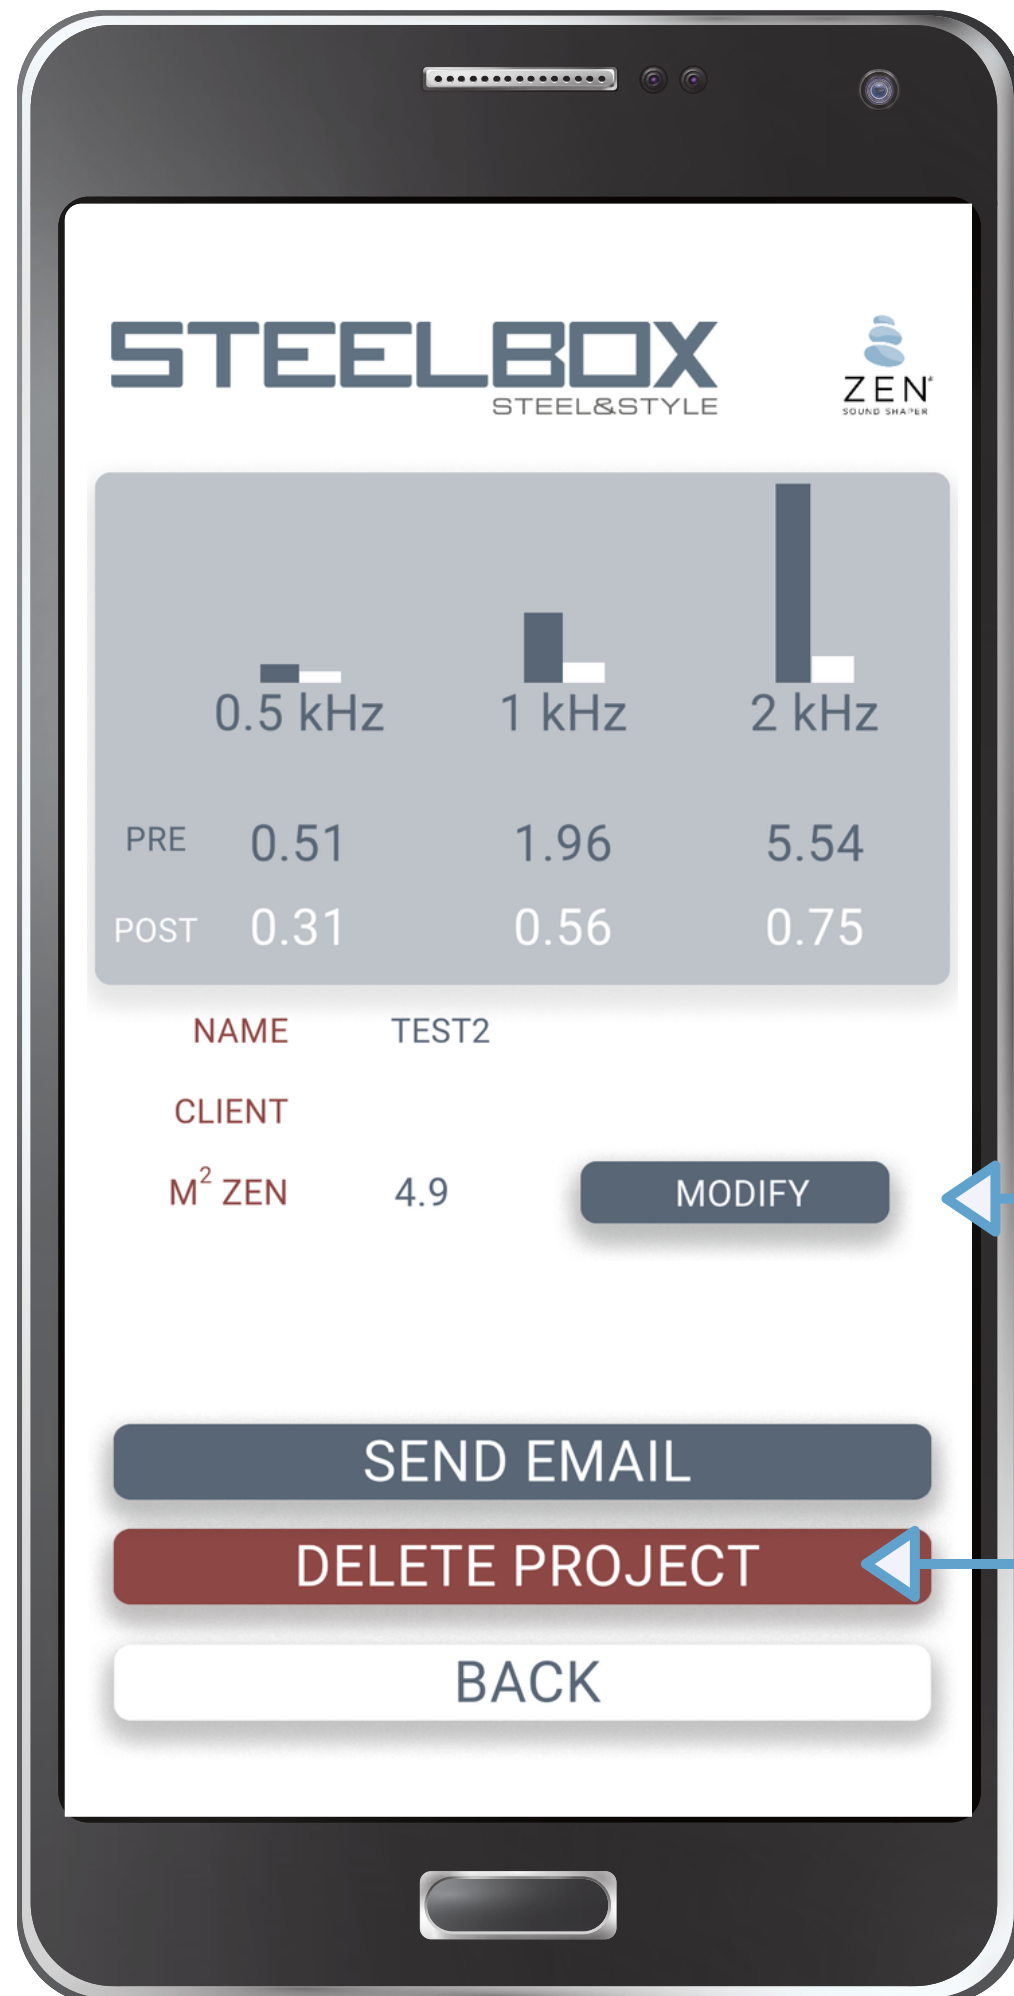 STEELBOX
STEEL&STYLE
ZEN®
SOUND SHAPER
0.5 kHz 1 kHz 2 kHz
PRE 0.51 1.96 5.54
POST 0.31 0.56 0.75
NAME TEST2
CLIENT
M² ZEN 4.9 MODIFY
SEND EMAIL
DELETE PROJECT
BACK